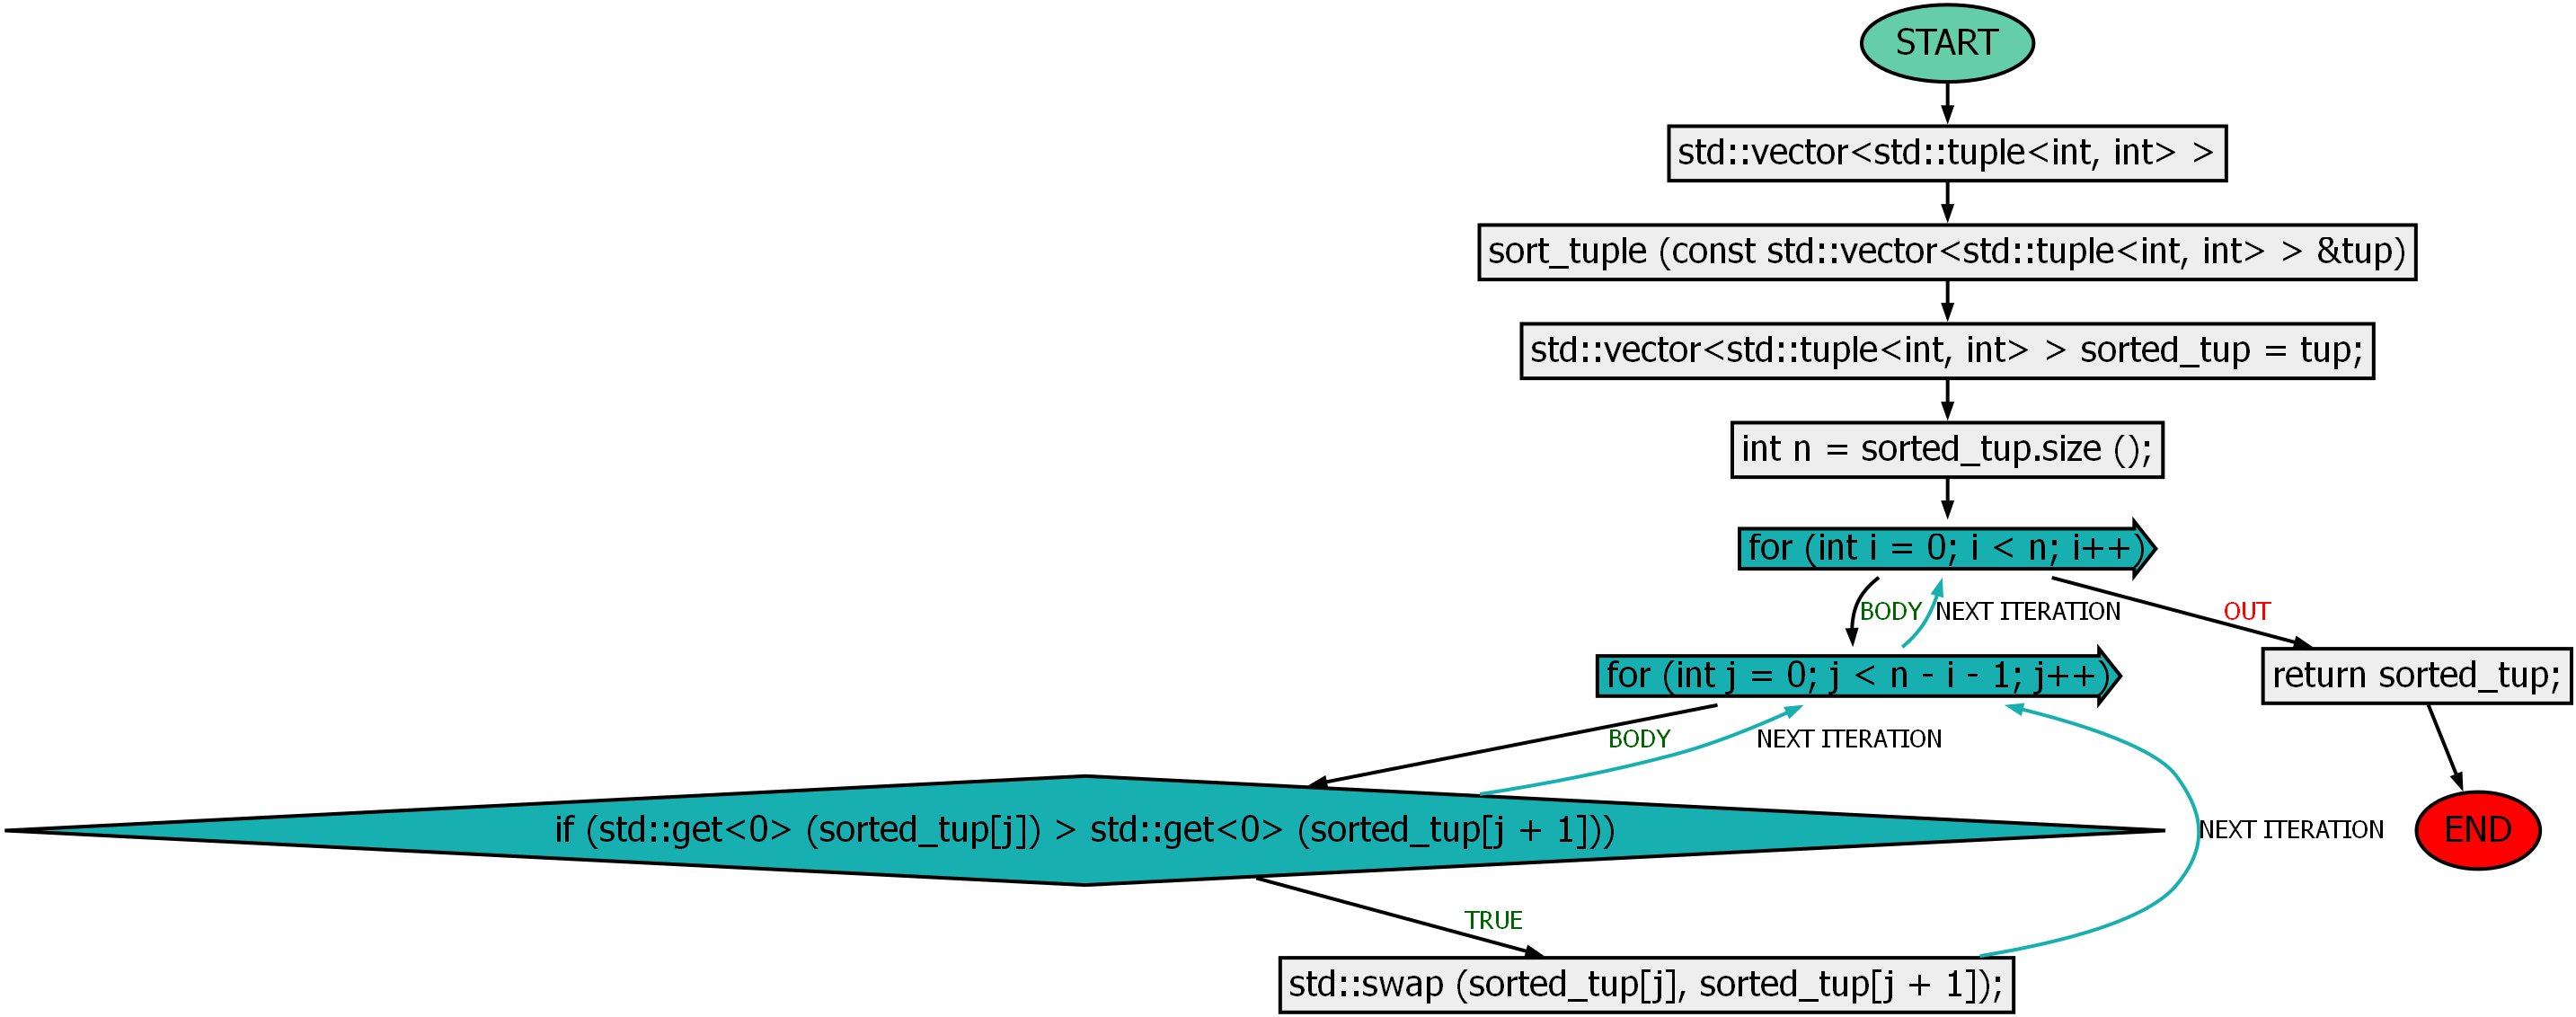 START
std::vector<std::tuple<int, int> >
sort_tuple (const std::vector<std::tuple<int, int> > &tup)
std::vector<std::tuple<int, int> > sorted_tup = tup;
int n = sorted_tup.size ();
for (int i = 0; i < n; i++)
BODY
NEXT ITERATION
OUT
for (int j = 0; j < n - i - 1; j++)
return sorted_tup;
BODY
NEXT ITERATION
if (std::get<0> (sorted_tup[j]) > std::get<0> (sorted_tup[j + 1]))
NEXT ITERATION
END
TRUE
std::swap (sorted_tup[j], sorted_tup[j + 1]);